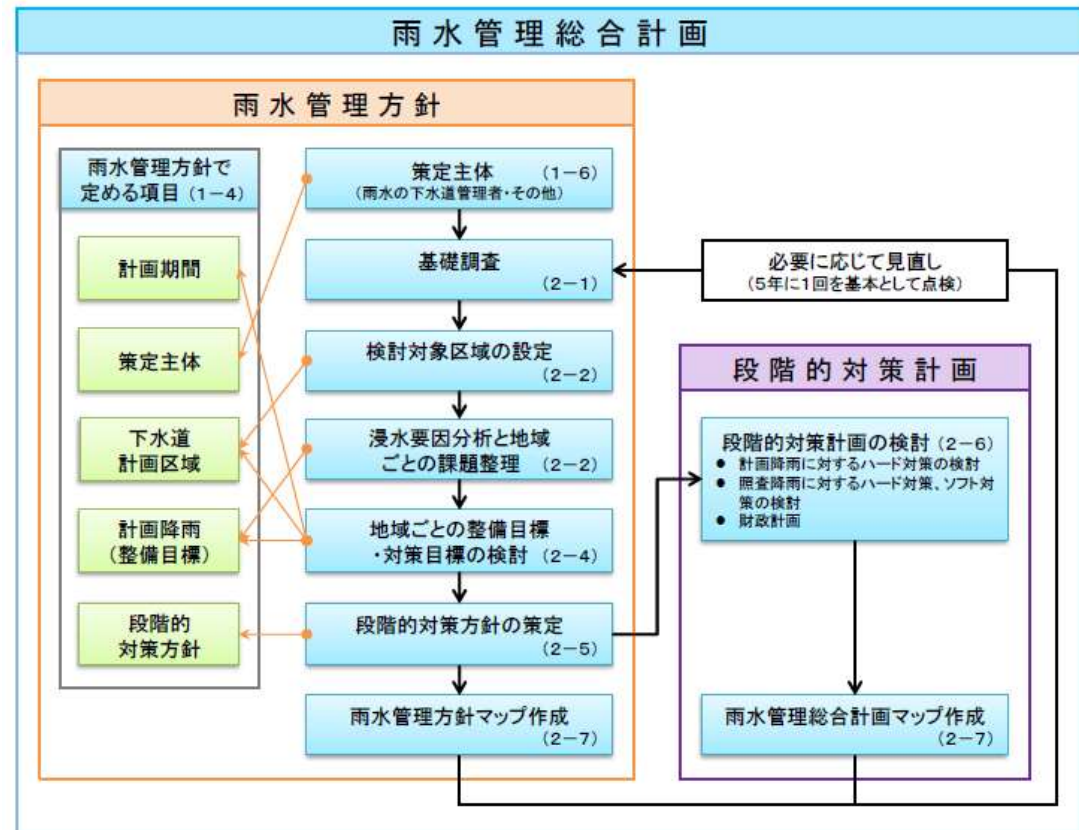 雨水管理総合計画
雨水管理方針
雨水管理方針で
定める項目(1-4)
計画期間
策定主体
下水道
計画区域
計画降雨
(整備目標)
段階的
対策方針
策定主体 (1-6)
(雨水の下水道管理者・その他)
基礎調査
(2-1)
検討対象区域の設定
(2-2)
浸水要因分析と地域
ごとの課題整理 (2-2)
地域ごとの整備目標
・対策目標の検討 (2-4)
段階的対策方針の策定
(2-5)
雨水管理方針マップ作成
(2-7)
必要に応じて見直し
(5年に1回を基本として点検)
段階的対策計画
段階的対策計画の検討(2-6)
● 計画降雨に対するハード対策の検討
● 照査降雨に対するハード対策、ソフト対
策の検討
● 財政計画
雨水管理総合計画マップ作成
(2-7)